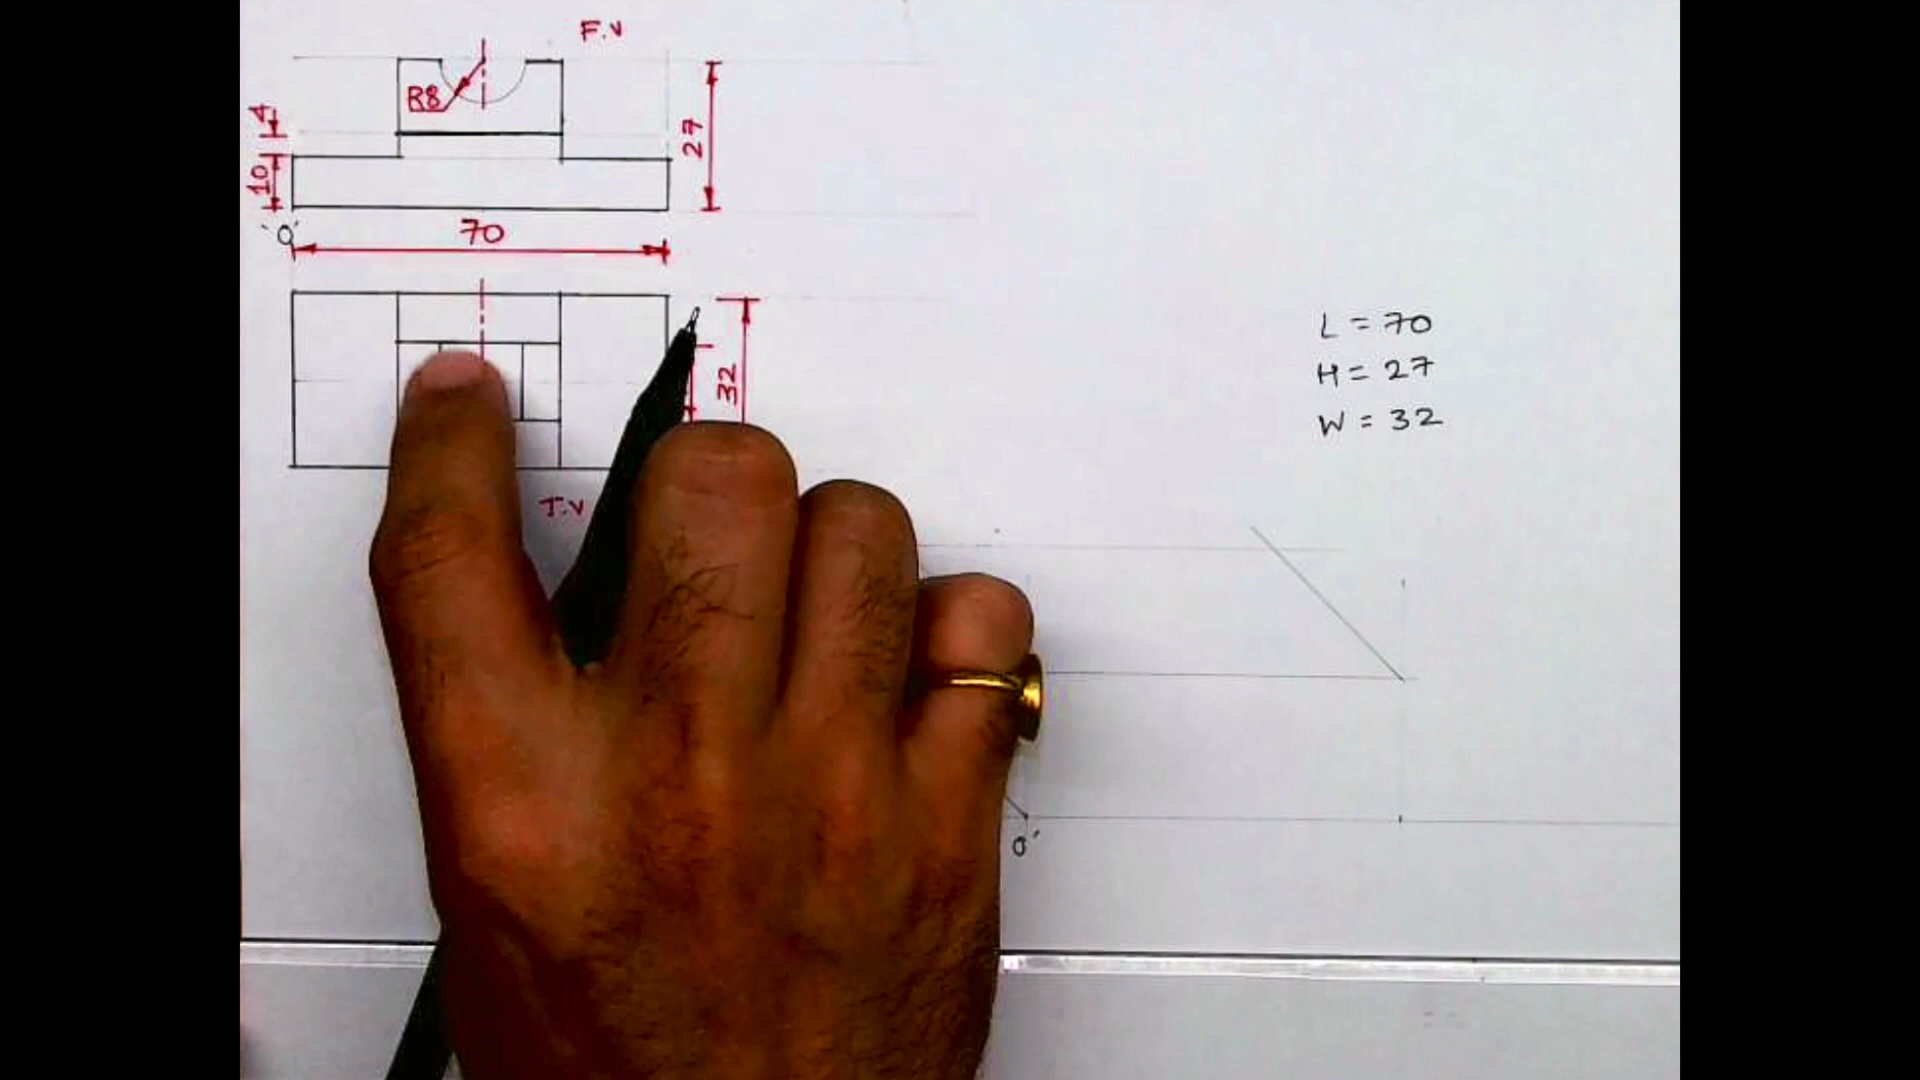 F.V
R8
4
27
10
'O'
70
32
T.V
L = 70
H = 27
W = 32
O'